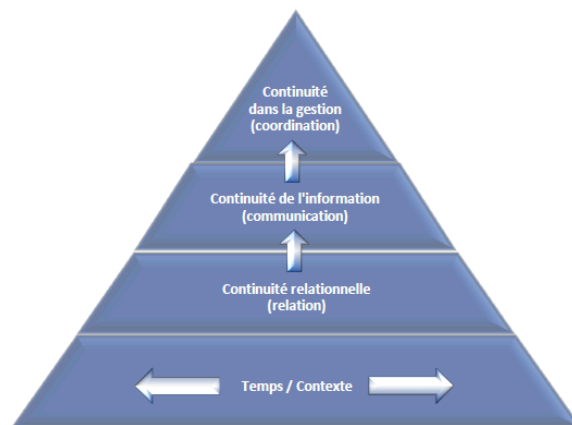 Continuité
dans la gestion
(coordination)
Continuité de l'information
(communication)
Continuité relationnelle
(relation)
Temps / Contexte